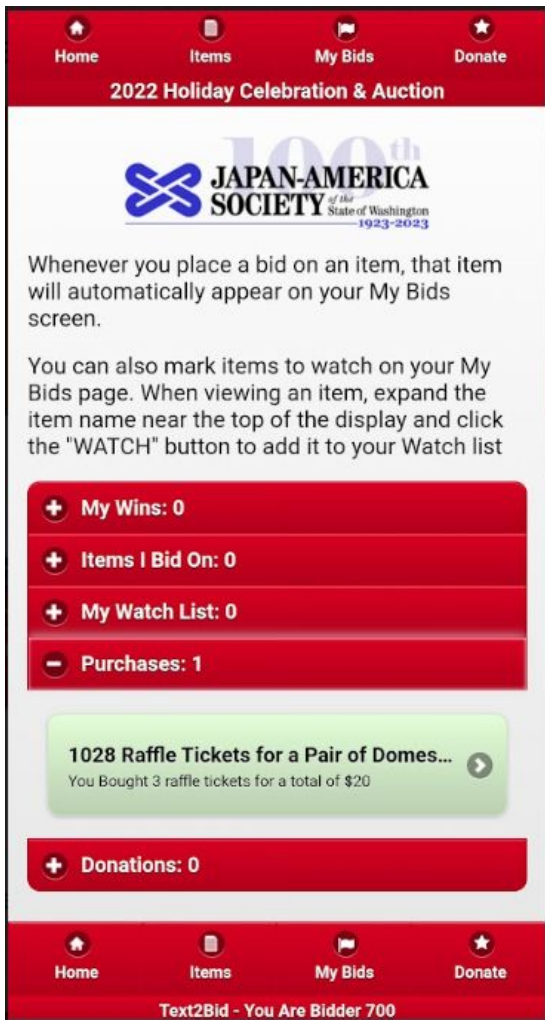 Home Items My Bids Donate
2022 Holiday Celebration & Auction
100th
JAPAN-AMERICA
SOCIETY of the State of Washington
1923-2023
Whenever you place a bid on an item, that item
will automatically appear on your My Bids
screen.
You can also mark items to watch on your My
Bids page. When viewing an item, expand the
item name near the top of the display and click
the "WATCH" button to add it to your Watch list
My Wins: 0
Items I Bid On: 0
My Watch List: 0
Purchases: 1
1028 Raffle Tickets for a Pair of Domes...
You Bought 3 raffle tickets for a total of $20
Donations: 0
Home Items My Bids Donate
Text2Bid - You Are Bidder 700